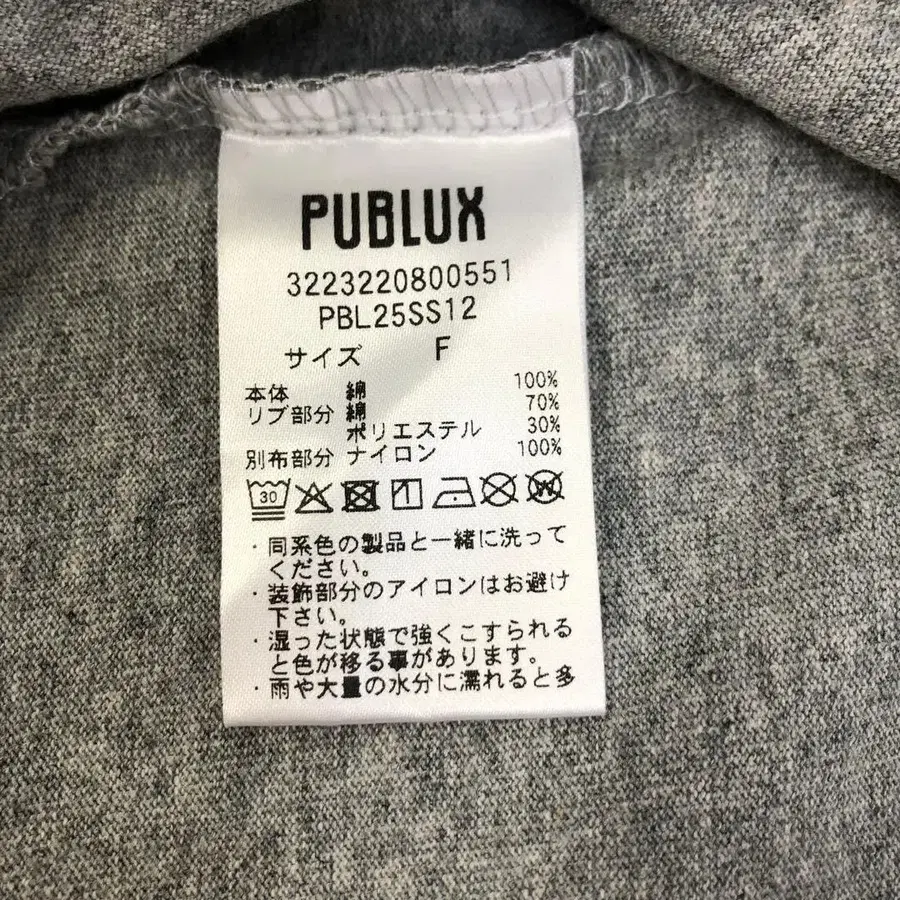 PUBLUX
3223220800551
PBL25SS12
サイズ F
本体 綿 100%
リブ部分 綿 70%
ポリエステル 30%
別布部分 ナイロン 100%
30
・同系色の製品と一緒に洗って
ください。
・装飾部分のアイロンはお避け
下さい。
・湿った状態で強くこすられる
と色が移る事があります。
・雨や大量の水分に濡れると多